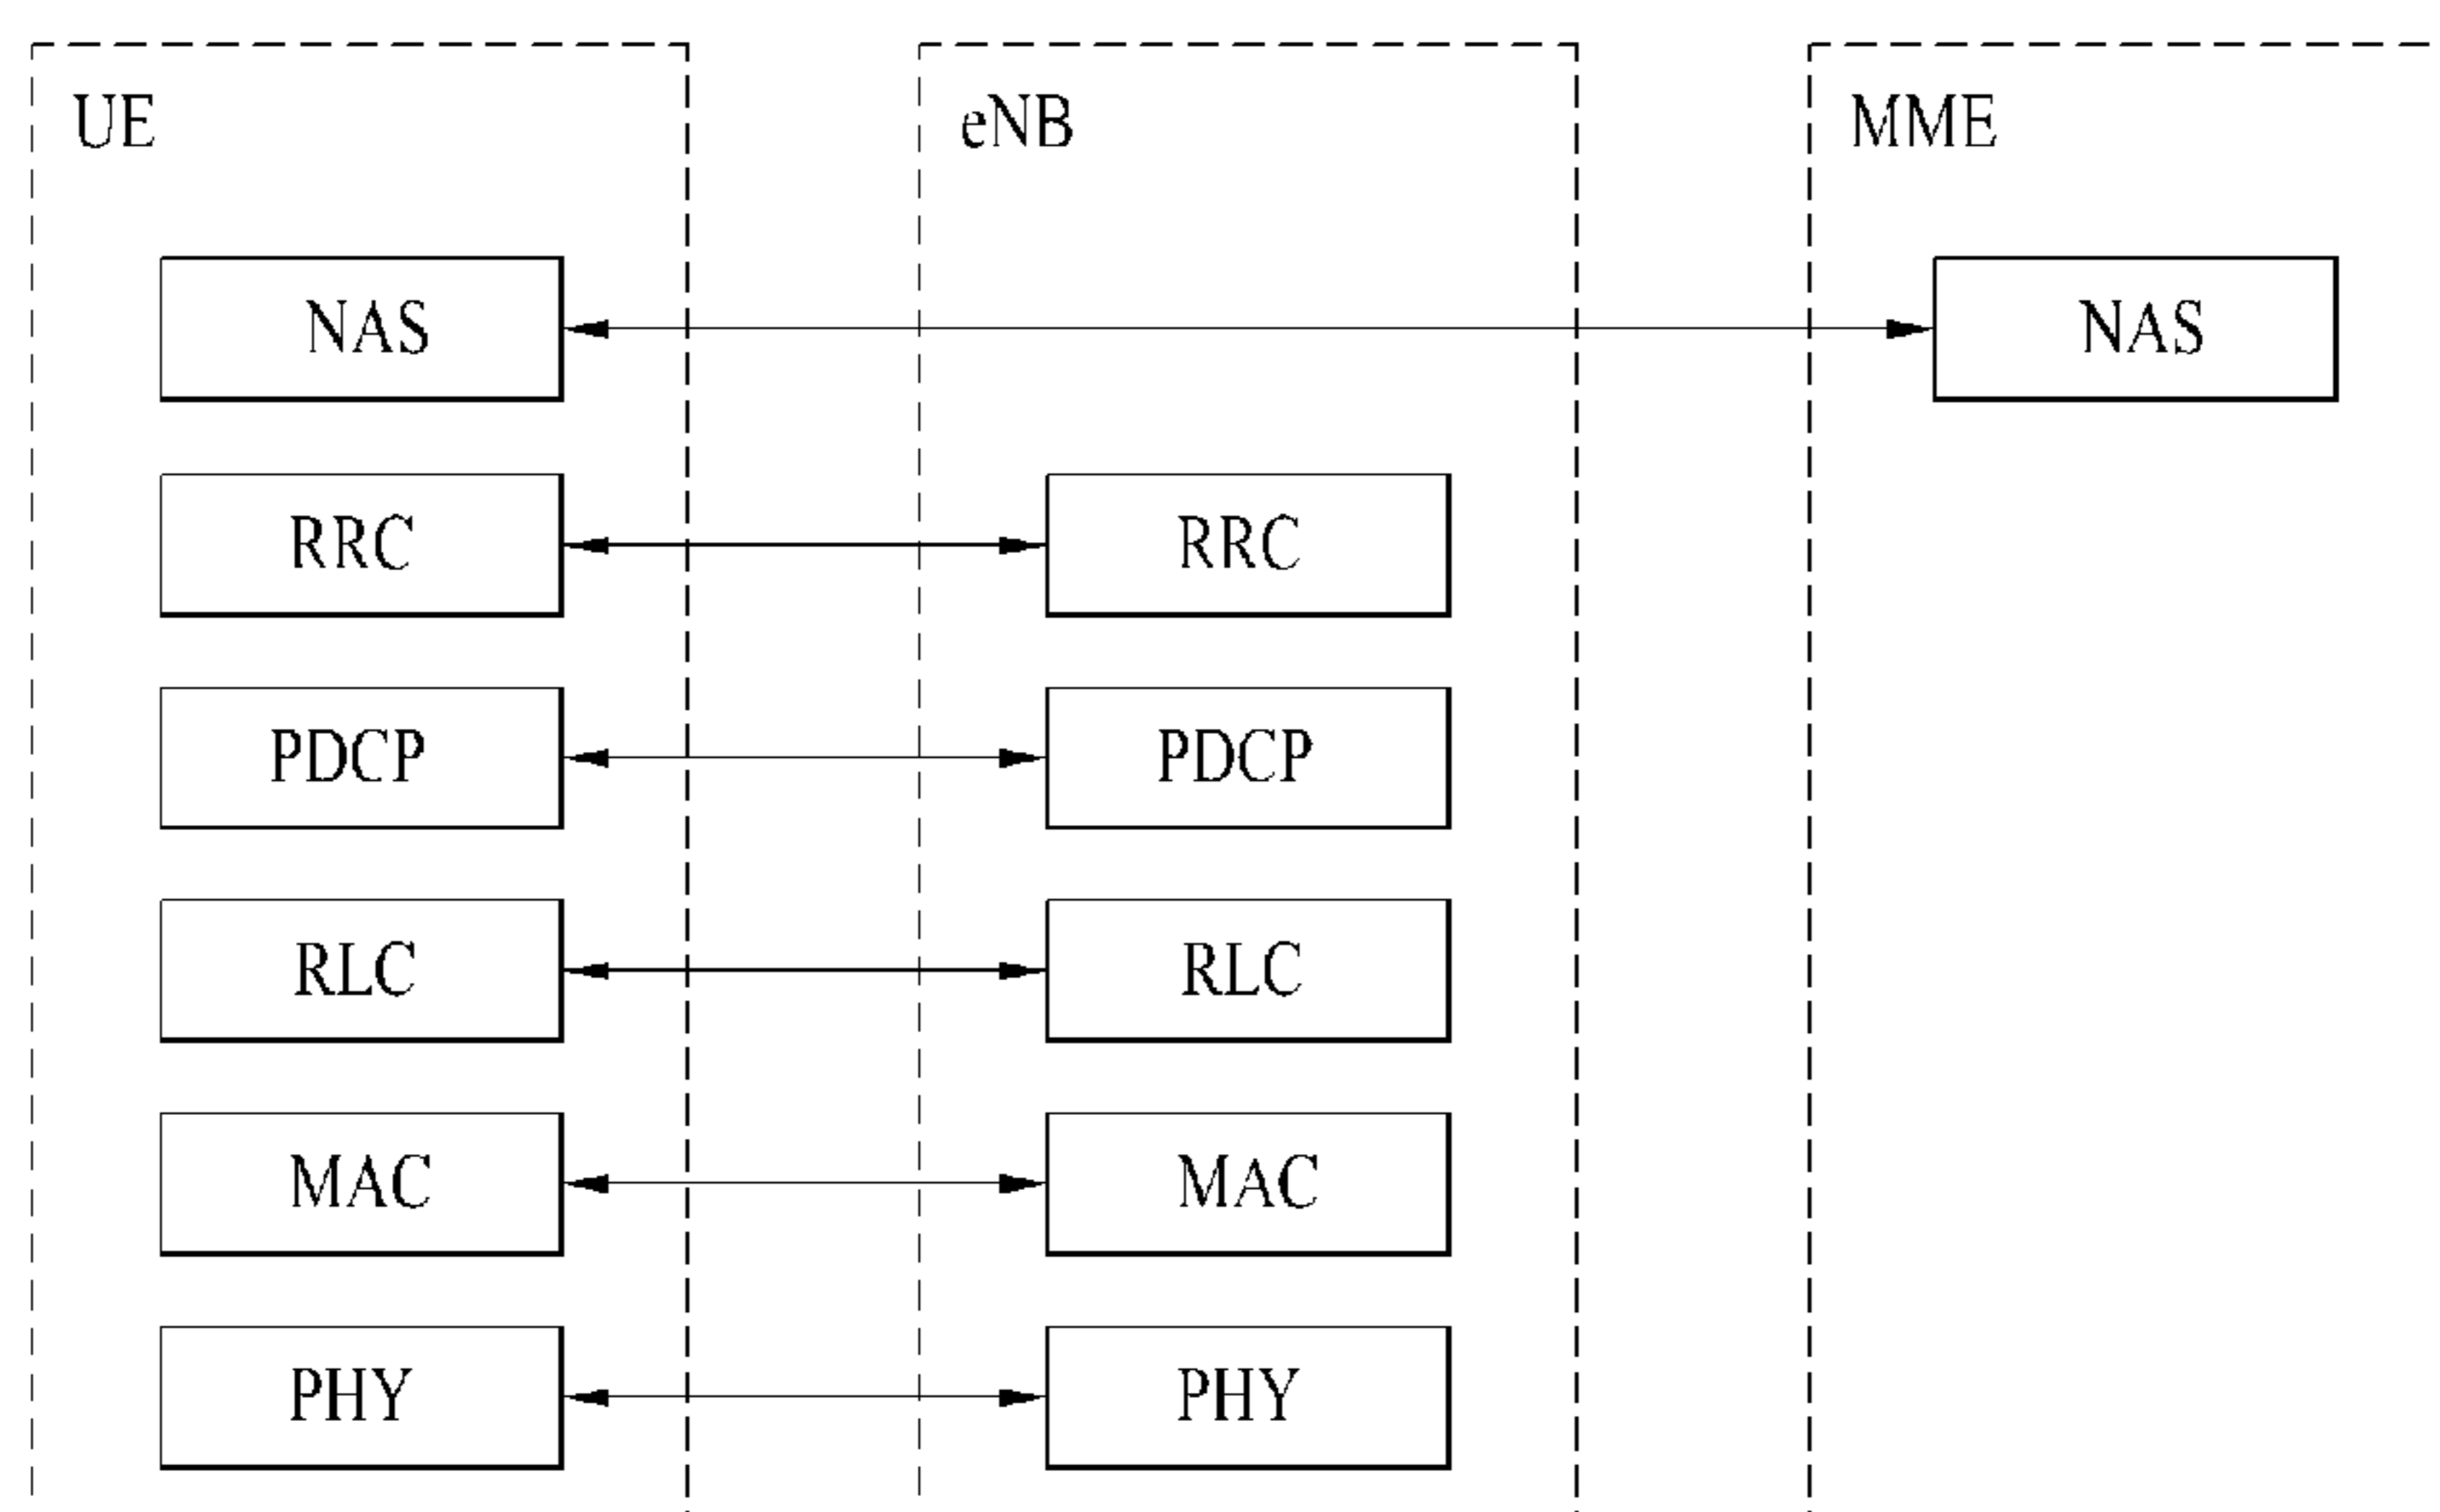 UE eNB MME
NAS NAS
RRC RRC
PDCP PDCP
RLC RLC
MAC MAC
PHY PHY